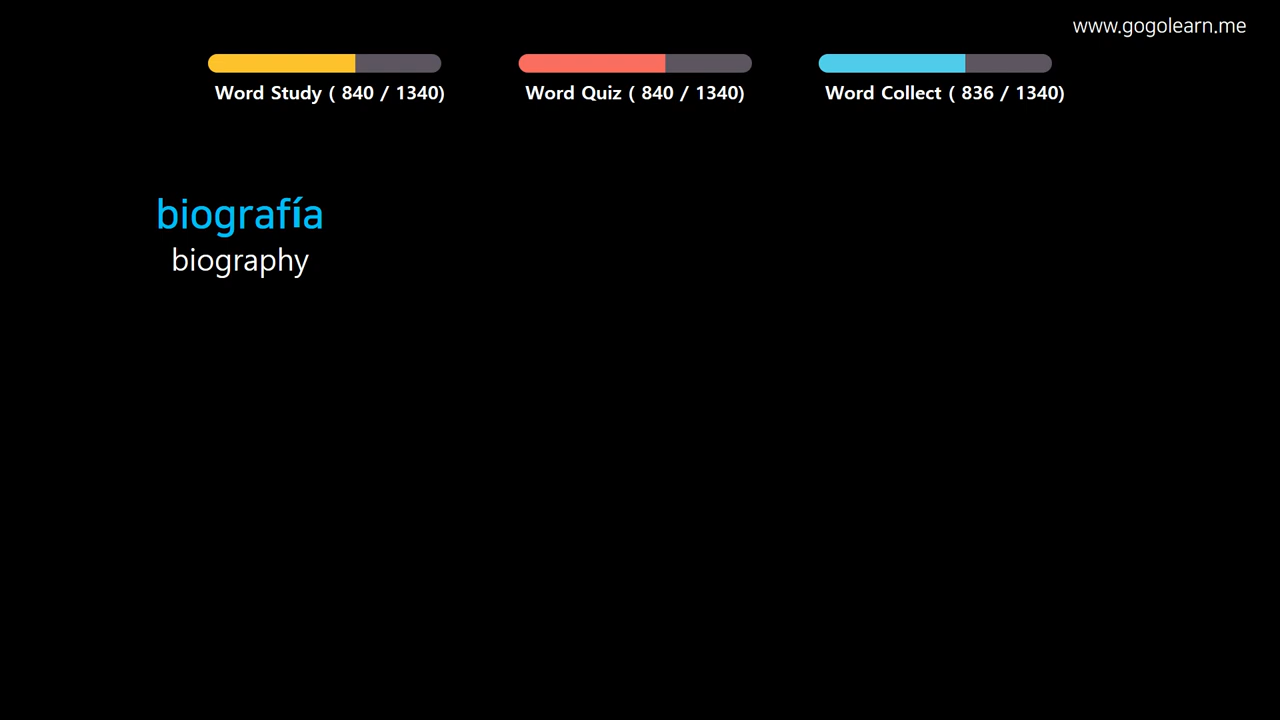 www.gogolearn.me
Word Study ( 840 / 1340)
Word Quiz ( 840 / 1340)
Word Collect ( 836 / 1340)
biografía
biography